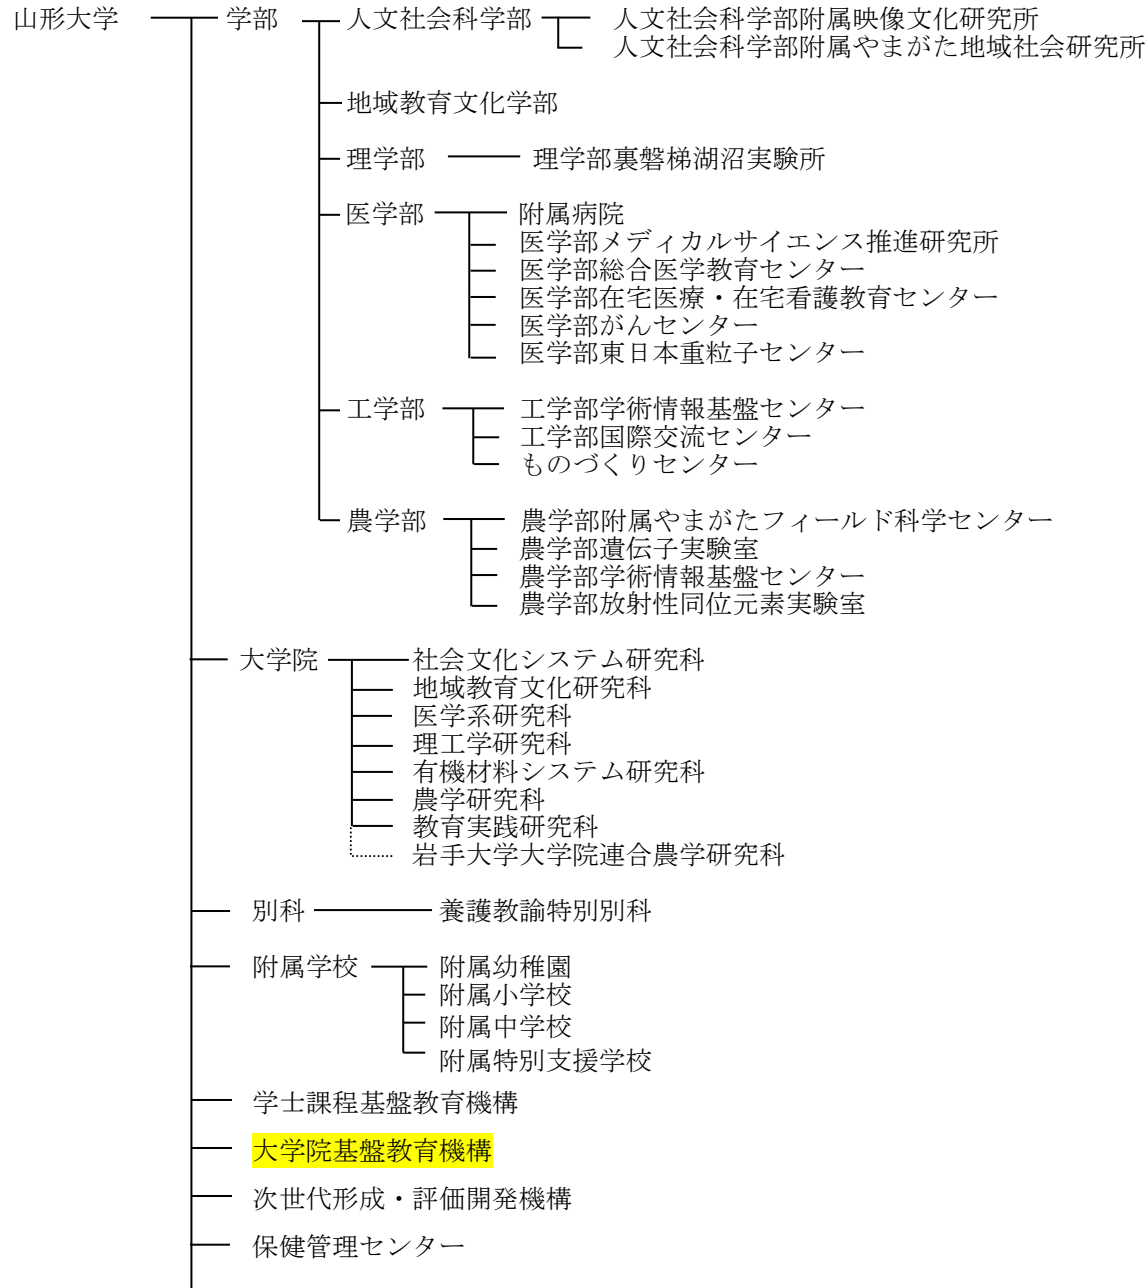 山形大学 学部 人文社会科学部 人文社会科学部附属映像文化研究所
人文社会科学部附属やまがた地域社会研究所
地域教育文化学部
理学部 理学部裏磐梯湖沼実験所
医学部 附属病院
医学部メディカルサイエンス推進研究所
医学部総合医学教育センター
医学部在宅医療・在宅看護教育センター
医学部がんセンター
医学部東日本重粒子センター
工学部 工学部学術情報基盤センター
工学部国際交流センター
ものづくりセンター
農学部 農学部附属やまがたフィールド科学センター
農学部遺伝子実験室
農学部学術情報基盤センター
農学部放射性同位元素実験室
大学院 社会文化システム研究科
地域教育文化研究科
医学系研究科
理工学研究科
有機材料システム研究科
農学研究科
教育実践研究科
岩手大学大学院連合農学研究科
別科 養護教諭特別別科
附属学校 附属幼稚園
附属小学校
附属中学校
附属特別支援学校
学士課程基盤教育機構
大学院基盤教育機構
次世代形成・評価開発機構
保健管理センター